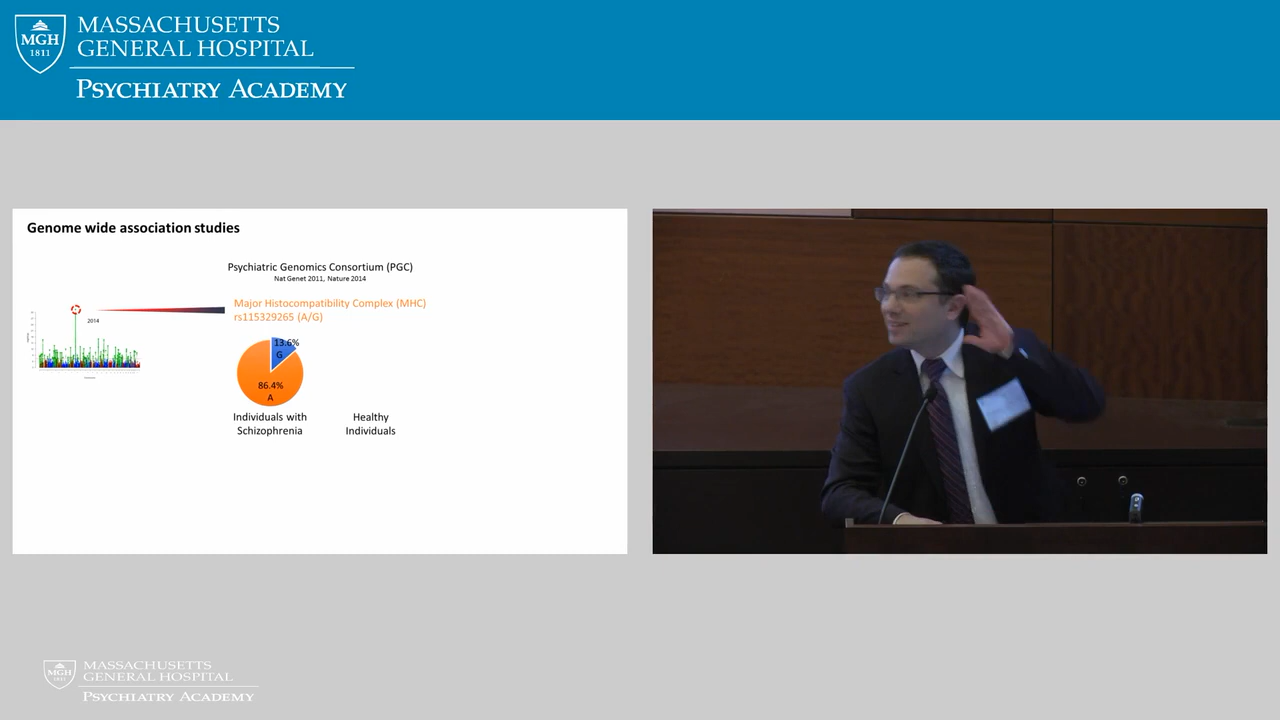 MASSACHUSETTS
GENERAL HOSPITAL
PSYCHIATRY ACADEMY
MGH
1811
Genome wide association studies
Psychiatric Genomics Consortium (PGC)
Nat Genet 2011, Nature 2014
Major Histocompatibility Complex (MHC)
rs115329265 (A/G)
2014
13.6%
G
86.4%
A
Individuals with
Schizophrenia
Healthy
Individuals
MGH
1811
MASSACHUSETTS
GENERAL HOSPITAL
PSYCHIATRY ACADEMY